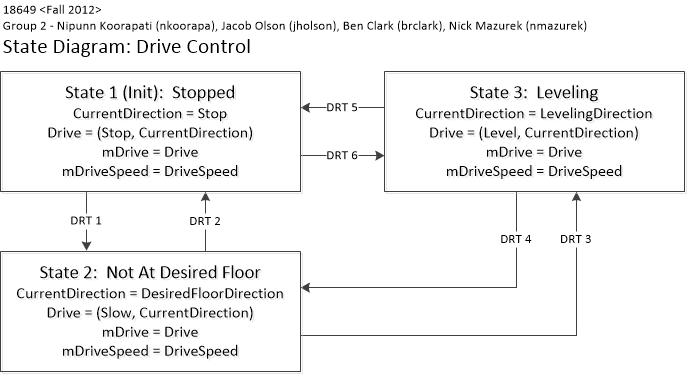 18649 <Fall 2012>
Group 2 - Nipunn Koorapati (nkoorapa), Jacob Olson (jholson), Ben Clark (brclark), Nick Mazurek (nmazurek)
State Diagram: Drive Control
State 1 (Init):  Stopped
CurrentDirection = Stop
Drive = (Stop, CurrentDirection)
mDrive = Drive
mDriveSpeed = DriveSpeed
DRT 5
DRT 6
State 3:  Leveling
CurrentDirection = LevelingDirection
Drive = (Level, CurrentDirection)
mDrive = Drive
mDriveSpeed = DriveSpeed
DRT 1
DRT 2
DRT 4
DRT 3
State 2:  Not At Desired Floor
CurrentDirection = DesiredFloorDirection
Drive = (Slow, CurrentDirection)
mDrive = Drive
mDriveSpeed = DriveSpeed